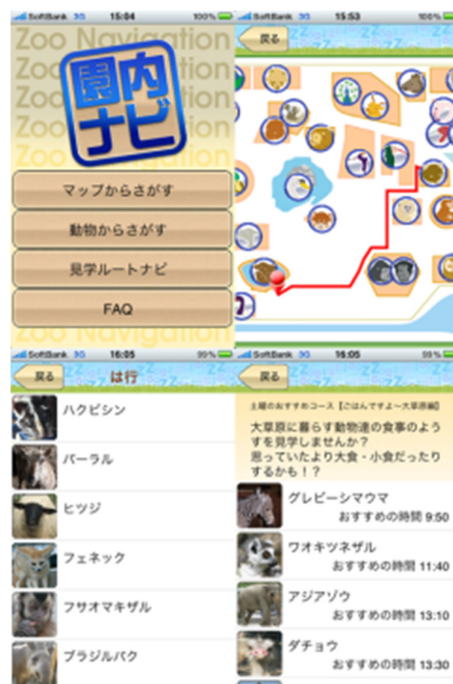 SoftBank 3G 15:04 100%
Zoo Navigation
園内
ナビ
マップからさがす
動物からさがす
見学ルートナビ
FAQ
Zoo Navigation
SoftBank 3G 15:53 100%
戻る
SoftBank 3G 16:05 99%
戻る
は行
ハクビシン
バーラル
ヒツジ
フェネック
フサオマキザル
ブラジルバク
SoftBank 3G 16:05 99%
戻る
土曜のおすすめコース【ごはんですよ～大草原編】
大草原に暮らす動物達の食事のよう
すを見学しませんか？
思っていたより大食・小食だったり
するかも！？
グレビーシマウマ
おすすめの時間 9:50
ワオキツネザル
おすすめの時間 11:40
アジアゾウ
おすすめの時間 13:10
ダチョウ
おすすめの時間 13:30